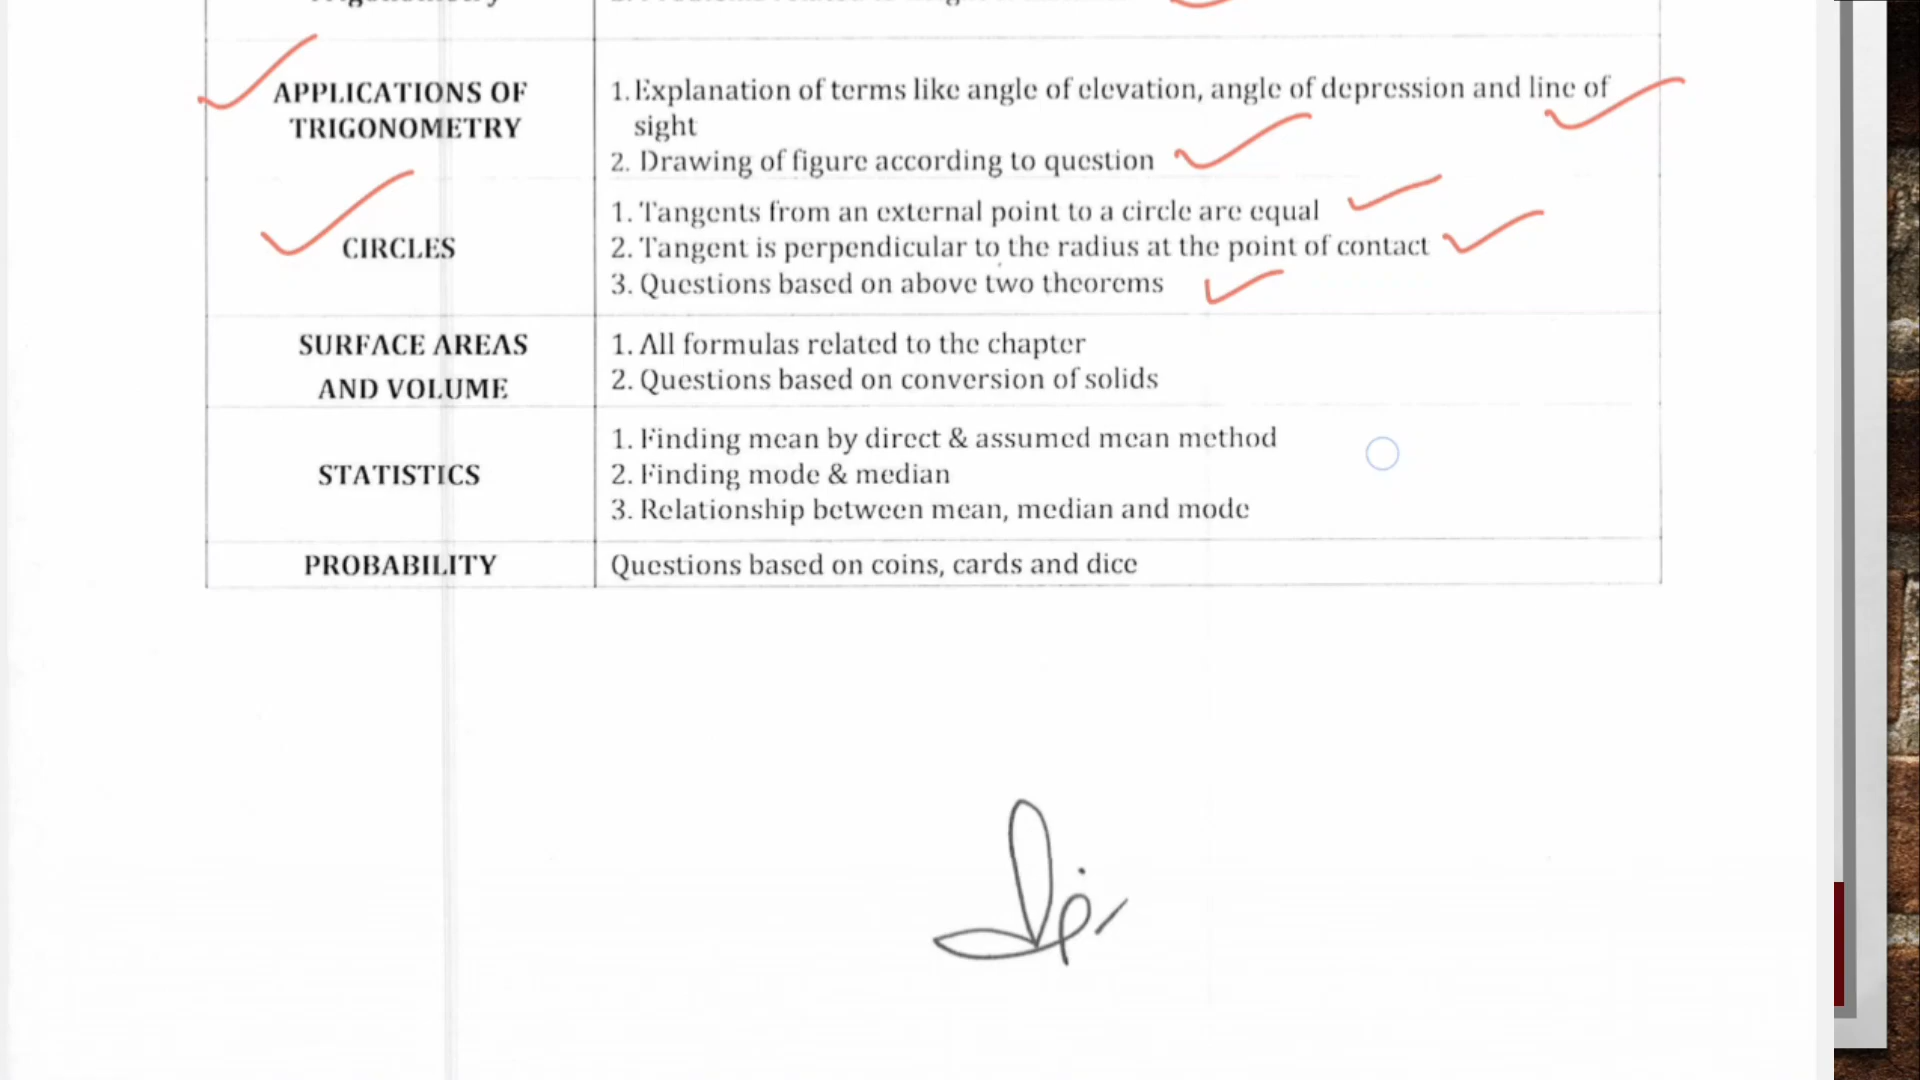 APPLICATIONS OF
TRIGONOMETRY
1. Explanation of terms like angle of elevation, angle of depression and line of
sight
2. Drawing of figure according to question
CIRCLES
1. Tangents from an external point to a circle are equal
2. Tangent is perpendicular to the radius at the point of contact
3. Questions based on above two theorems
SURFACE AREAS
AND VOLUME
1. All formulas related to the chapter
2. Questions based on conversion of solids
STATISTICS
1. Finding mean by direct & assumed mean method
2. Finding mode & median
3. Relationship between mean, median and mode
PROBABILITY
Questions based on coins, cards and dice